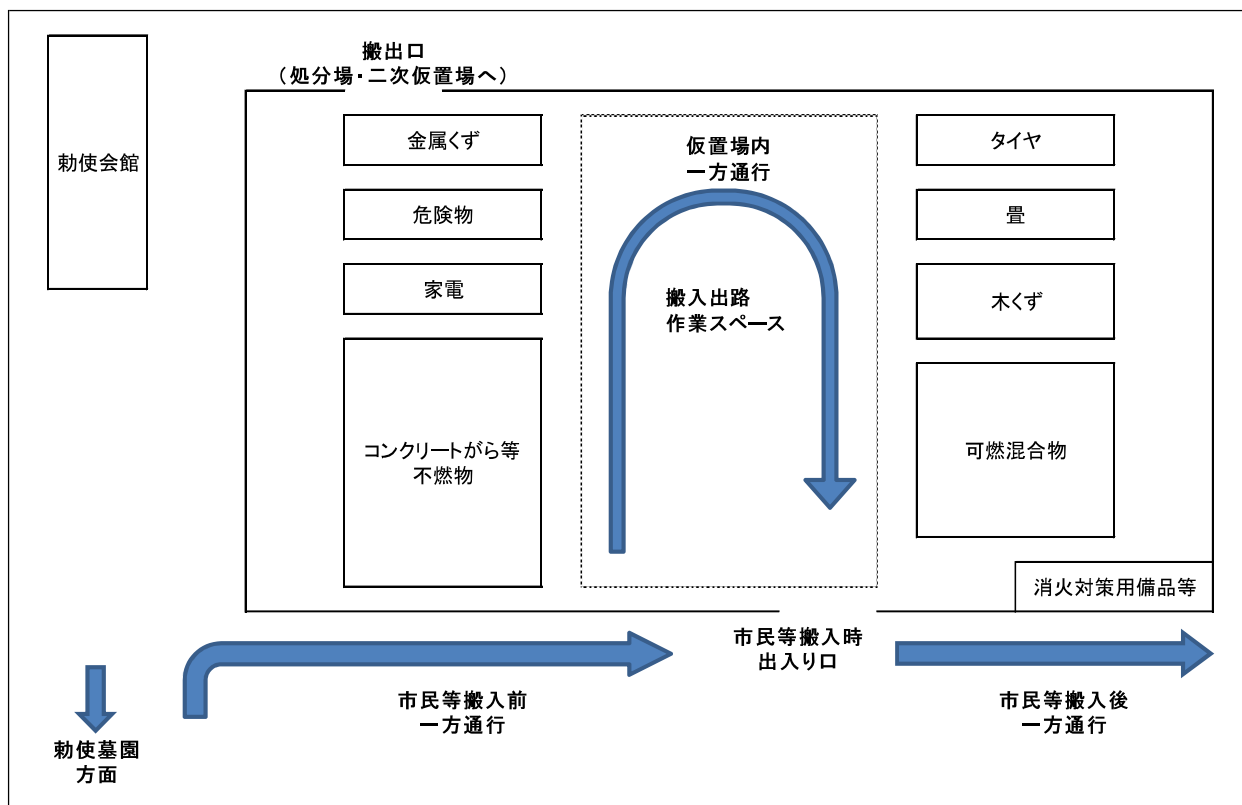 勅使会館
搬出口
（処分場・二次仮置場へ）
金属くず
危険物
家電
コンクリートがら等
不燃物
仮置場内
一方通行
搬入出路
作業スペース
タイヤ
畳
木くず
可燃混合物
消火対策用備品等
市民等搬入時
出入り口
市民等搬入前
一方通行
市民等搬入後
一方通行
勅使墓園
方面